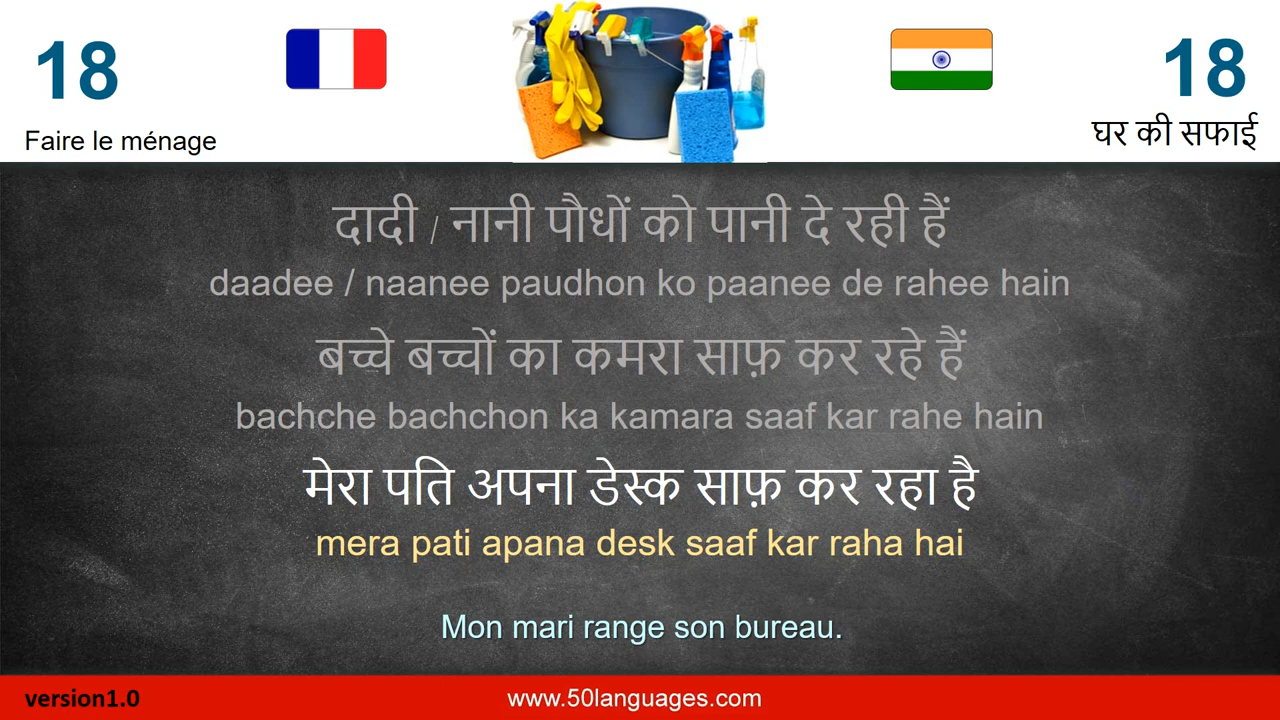 18
18
Faire le ménage
घर की सफाई
दादी / नानी पौधों को पानी दे रही हैं
daadee / naanee paudhon ko paanee de rahee hain
बच्चे बच्चों का कमरा साफ़ कर रहे हैं
bachche bachchon ka kamara saaf kar rahe hain
मेरा पति अपना डेस्क साफ़ कर रहा है
mera pati apana desk saaf kar raha hai
Mon mari range son bureau.
version1.0
www.50languages.com